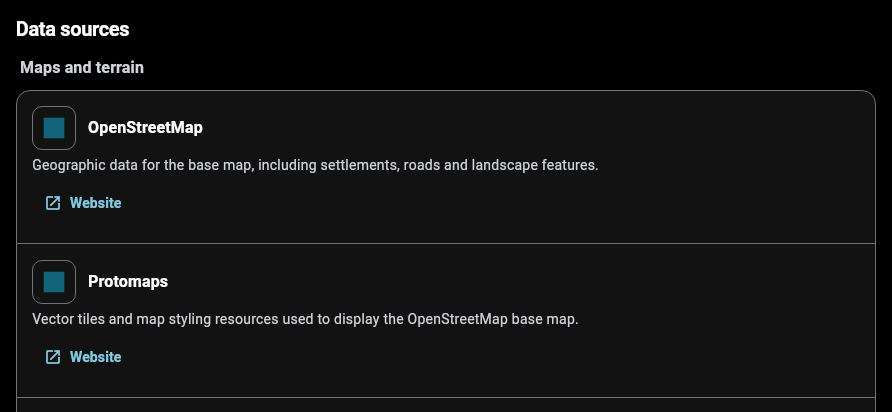 Data sources
Maps and terrain
OpenStreetMap
Geographic data for the base map, including settlements, roads and landscape features.
Website
Protomaps
Vector tiles and map styling resources used to display the OpenStreetMap base map.
Website